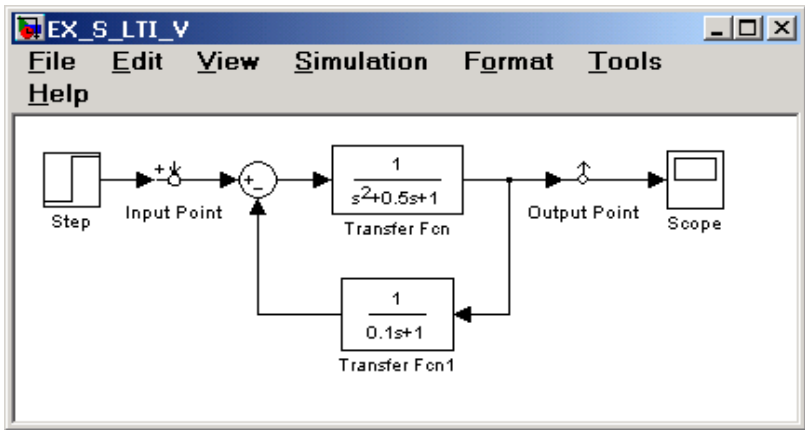 EX_S_LTI_V
File Edit View Simulation Format Tools
Help
Step
Input Point
+
+
-
1
s²+0.5s+1
Transfer Fcn
Output Point
Scope
1
0.1s+1
Transfer Fcn1